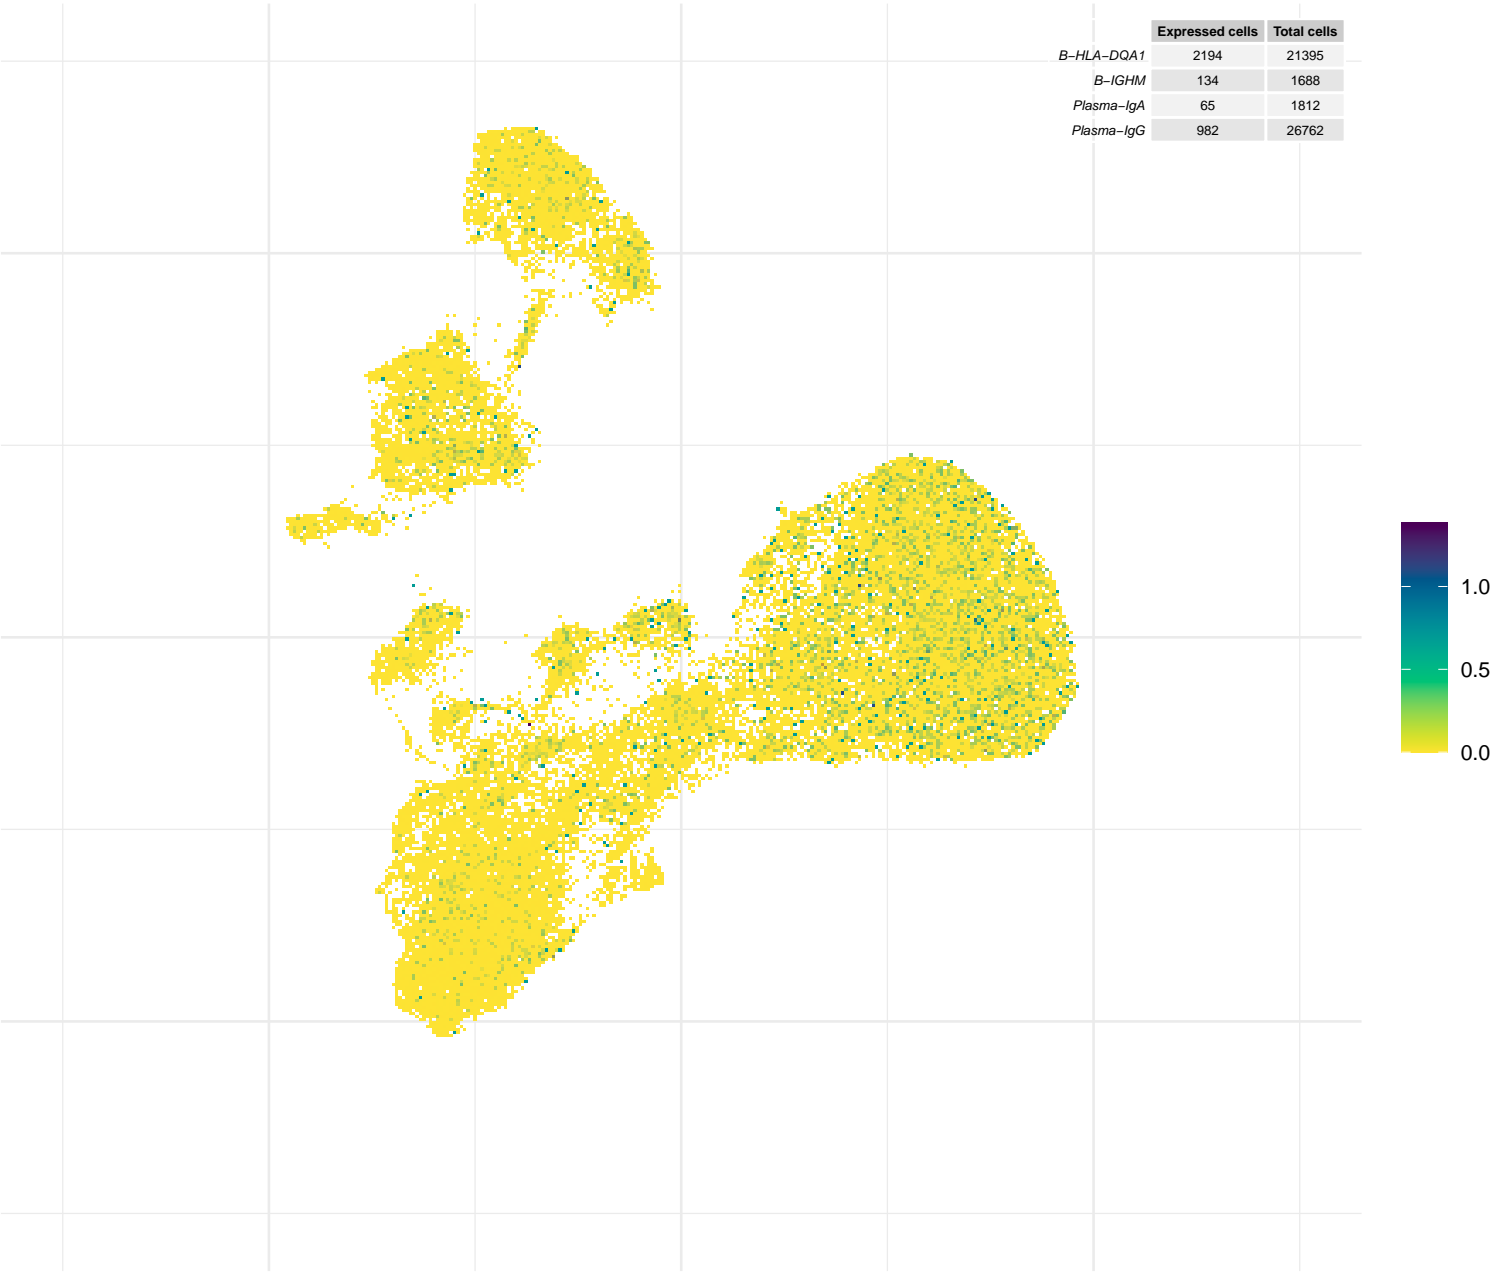 Expressed cells Total cells
B−HLA−DQA1 2194 21395
B−IGHM 134 1688
Plasma−IgA 65 1812
Plasma−IgG 982 26762
1.0
0.5
0.0